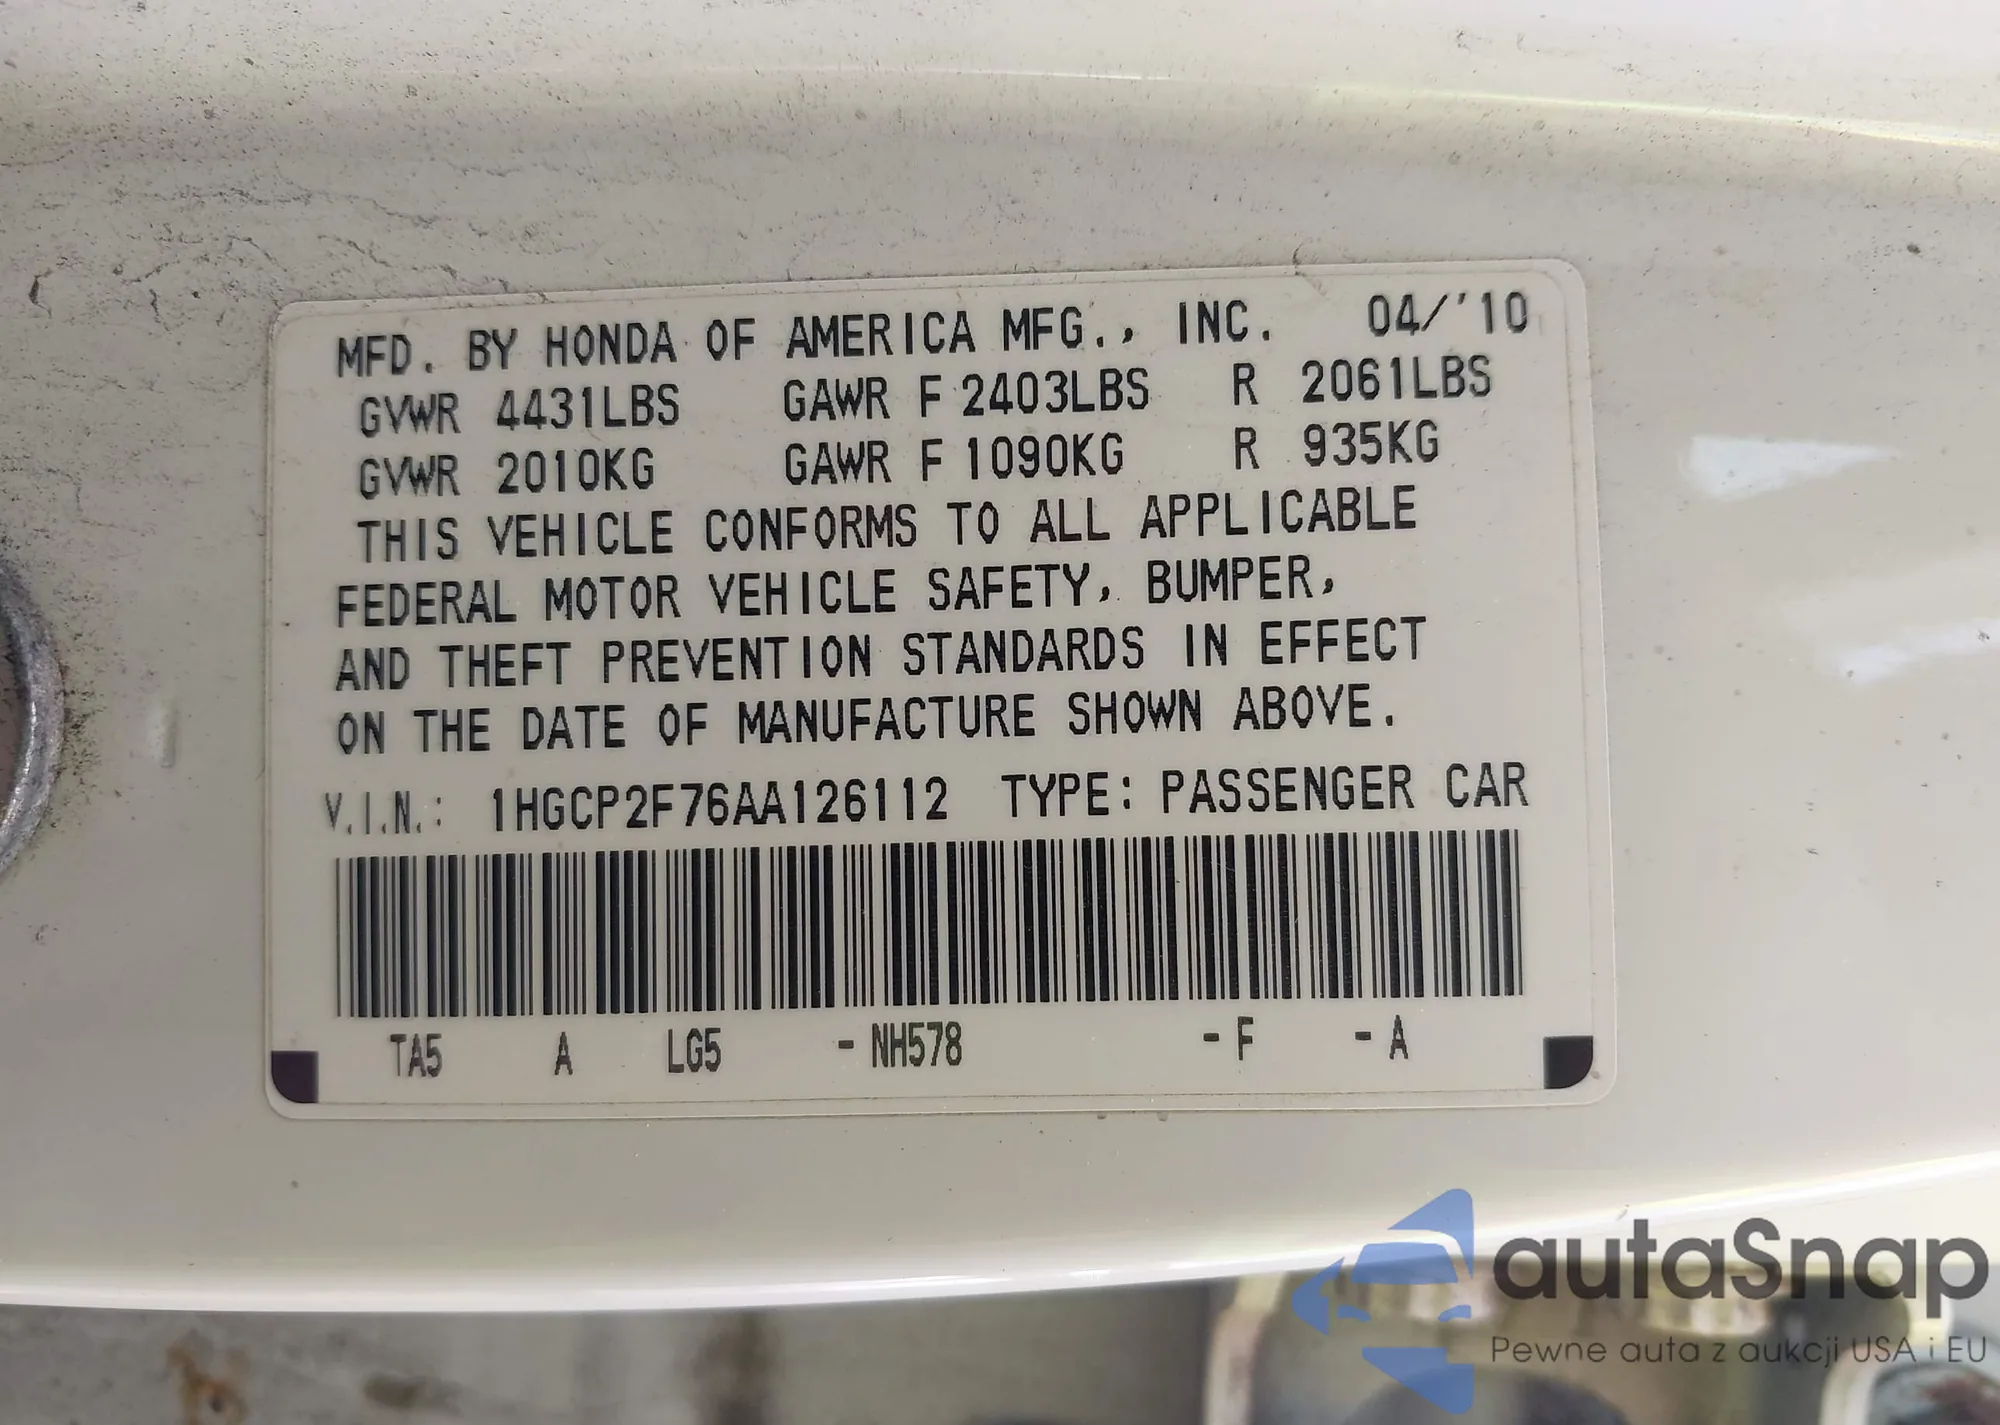 MFD. BY HONDA OF AMERICA MFG., INC. 04/'10
GVWR 4431LBS GAWR F 2403LBS R 2061LBS
GVWR 2010KG GAWR F 1090KG R 935KG
THIS VEHICLE CONFORMS TO ALL APPLICABLE
FEDERAL MOTOR VEHICLE SAFETY, BUMPER,
AND THEFT PREVENTION STANDARDS IN EFFECT
ON THE DATE OF MANUFACTURE SHOWN ABOVE.
V.I.N.: 1HGCP2F76AA126112 TYPE: PASSENGER CAR
TA5 A LG5 -NH578 -F -A
autaSnap
Pewne auta z aukcji USA i EU